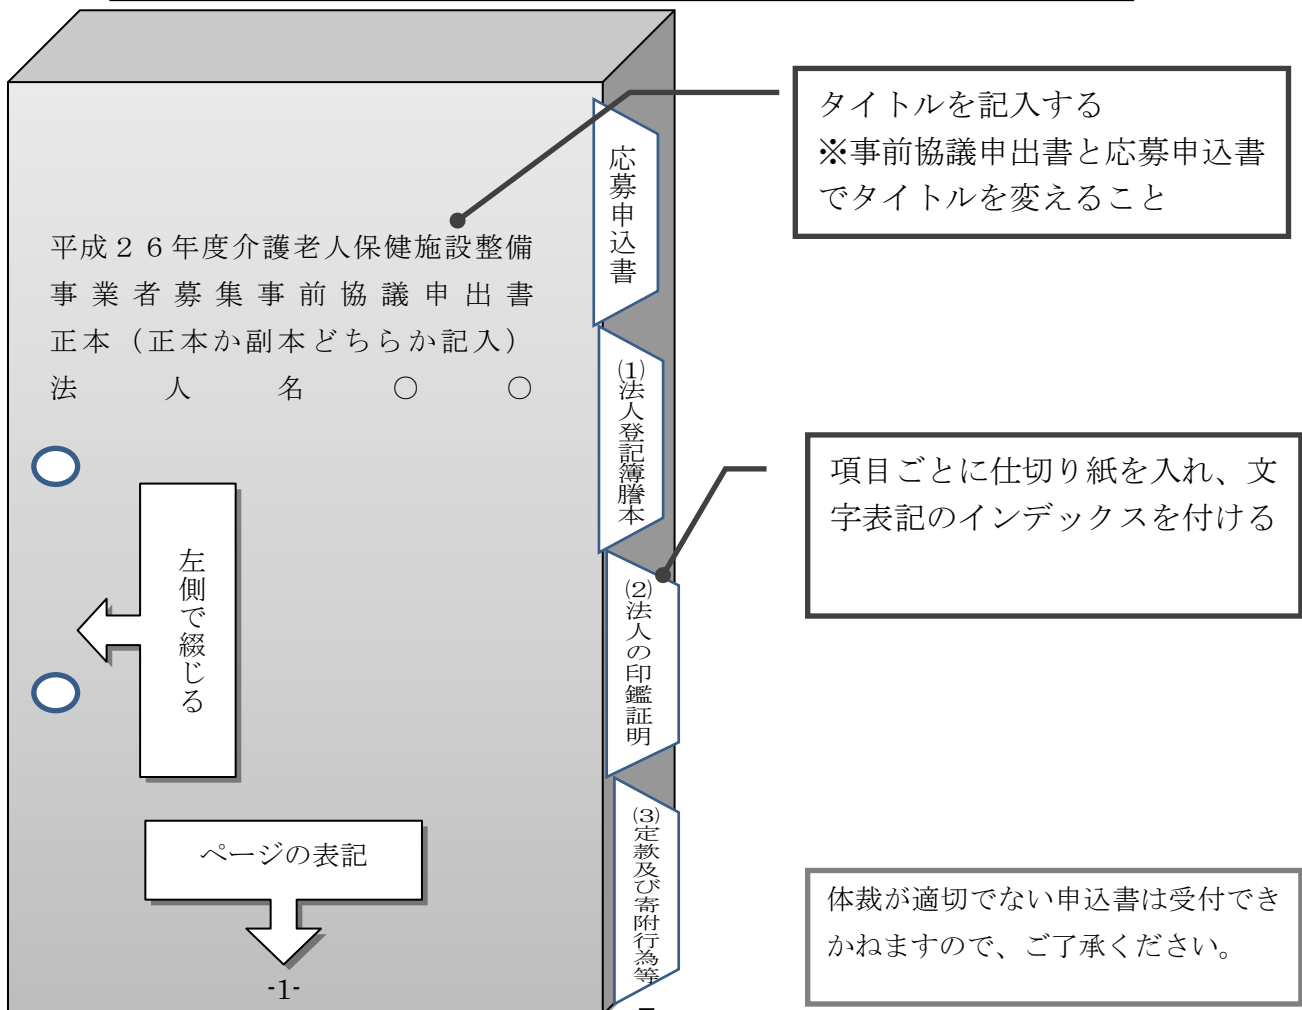 タイトルを記入する
※事前協議申出書と応募申込書
でタイトルを変えること
平成２６年度介護老人保健施設整備
事業者募集事前協議申出書
正本（正本か副本どちらか記入）
法人名○○
応募申込書
(1)法人登記簿謄本
(2)法人の印鑑証明
(3)定款及び寄附行為等
項目ごとに仕切り紙を入れ、文
字表記のインデックスを付ける
左側で綴じる
ページの表記
-1-
体裁が適切でない申込書は受付でき
かねますので、ご了承ください。